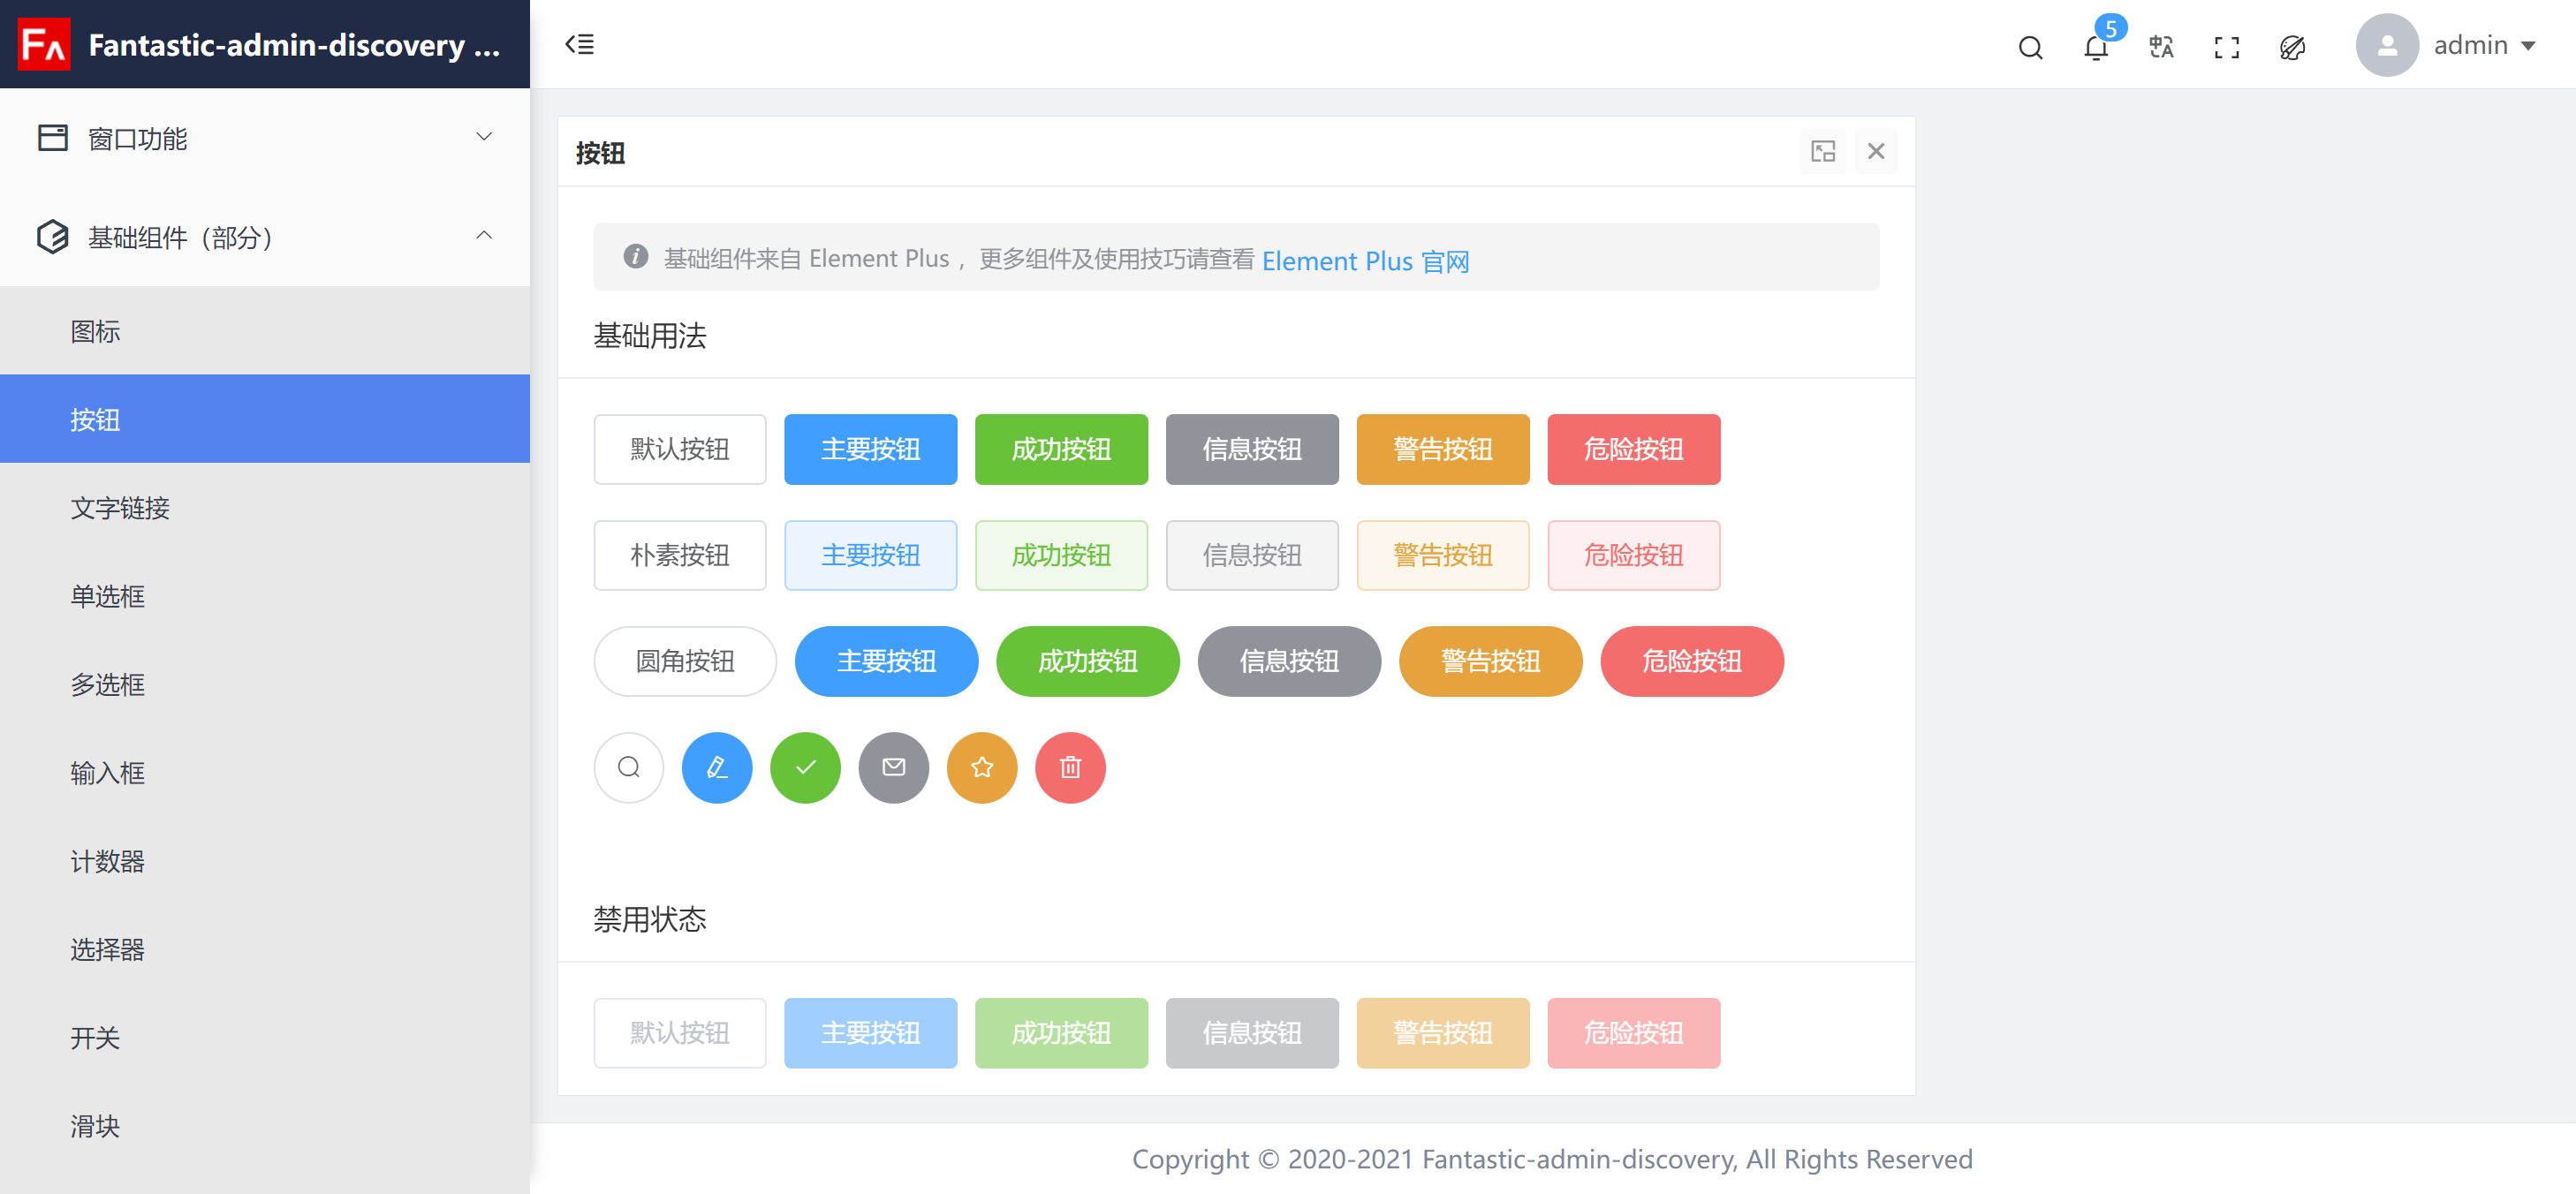 FA Fantastic-admin-discovery ...
5
admin
窗口功能
基础组件（部分）
图标
按钮
文字链接
单选框
多选框
输入框
计数器
选择器
开关
滑块
按钮
基础组件来自 Element Plus ，更多组件及使用技巧请查看 Element Plus 官网
基础用法
默认按钮 主要按钮 成功按钮 信息按钮 警告按钮 危险按钮
朴素按钮 主要按钮 成功按钮 信息按钮 警告按钮 危险按钮
圆角按钮 主要按钮 成功按钮 信息按钮 警告按钮 危险按钮
禁用状态
默认按钮 主要按钮 成功按钮 信息按钮 警告按钮 危险按钮
Copyright © 2020-2021 Fantastic-admin-discovery, All Rights Reserved